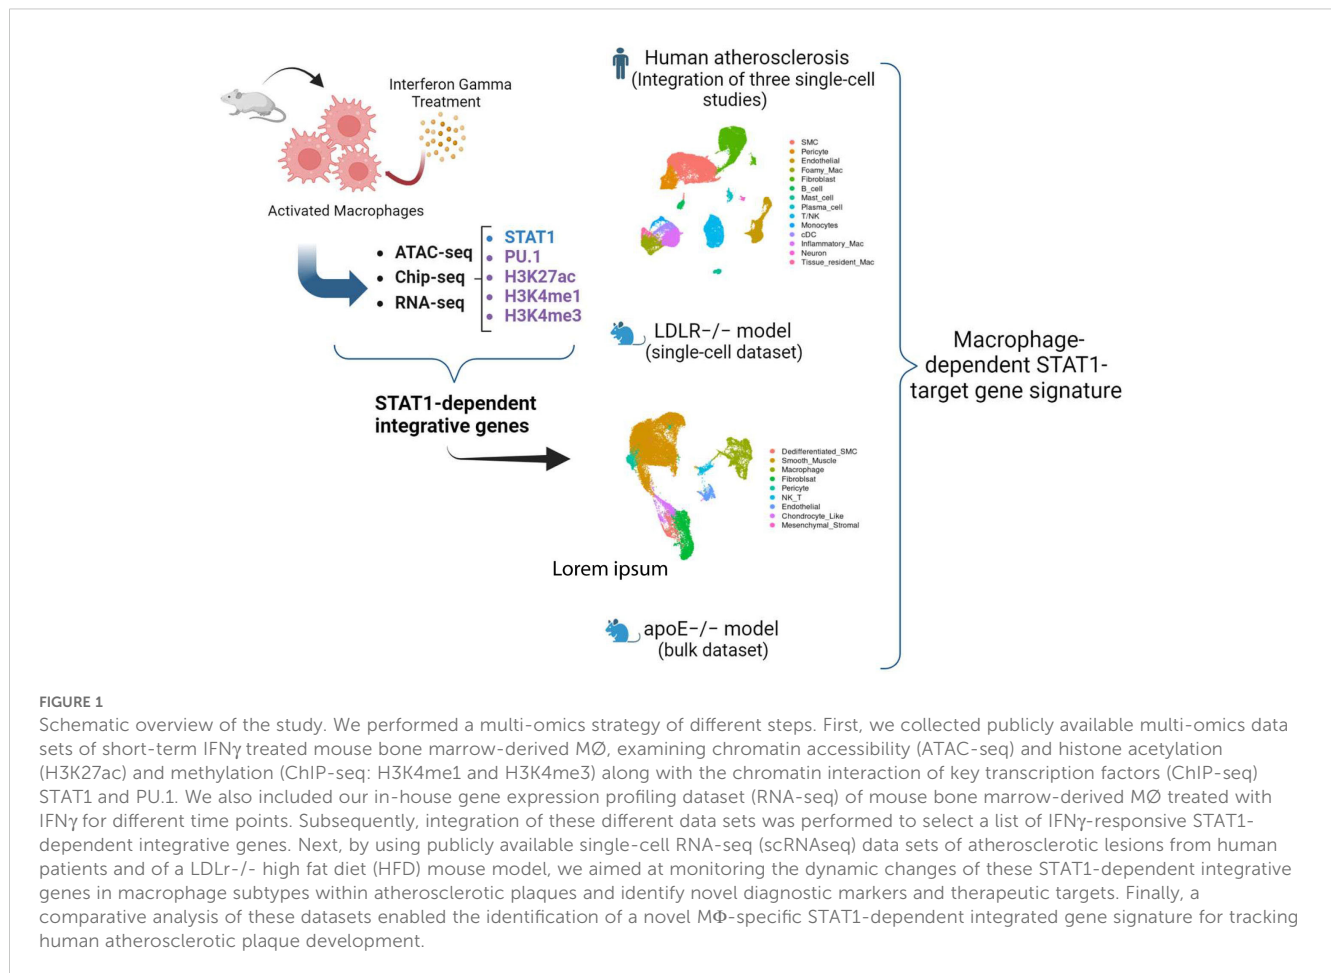 Interferon Gamma
Treatment
Activated Macrophages
ATAC-seq
Chip-seq
RNA-seq
STAT1
PU.1
H3K27ac
H3K4me1
H3K4me3
STAT1-dependent
integrative genes
Human atherosclerosis
(Integration of three single-cell
studies)
SMC
Pericyte
Endothelial
Foamy_Mac
Fibroblast
B_cell
Mast_cell
Plasma_cell
T/NK
Monocytes
cDC
Inflammatory_Mac
Neuron
Tissue_resident_Mac
LDLR−/− model
(single-cell dataset)
Dedifferentiated_SMC
Smooth_Muscle
Macrophage
Fibroblsat
Pericyte
NK_T
Endothelial
Chondrocyte_Like
Mesenchymal_Stromal
Lorem ipsum
apoE−/− model
(bulk dataset)
Macrophage-
dependent STAT1-
target gene signature
FIGURE 1
Schematic overview of the study. We performed a multi-omics strategy of different steps. First, we collected publicly available multi-omics data
sets of short-term IFNγ treated mouse bone marrow-derived MØ, examining chromatin accessibility (ATAC-seq) and histone acetylation
(H3K27ac) and methylation (ChIP-seq: H3K4me1 and H3K4me3) along with the chromatin interaction of key transcription factors (ChIP-seq)
STAT1 and PU.1. We also included our in-house gene expression profiling dataset (RNA-seq) of mouse bone marrow-derived MØ treated with
IFNγ for different time points. Subsequently, integration of these different data sets was performed to select a list of IFNγ-responsive STAT1-
dependent integrative genes. Next, by using publicly available single-cell RNA-seq (scRNAseq) data sets of atherosclerotic lesions from human
patients and of a LDLr-/- high fat diet (HFD) mouse model, we aimed at monitoring the dynamic changes of these STAT1-dependent integrative
genes in macrophage subtypes within atherosclerotic plaques and identify novel diagnostic markers and therapeutic targets. Finally, a
comparative analysis of these datasets enabled the identification of a novel MΦ-specific STAT1-dependent integrated gene signature for tracking
human atherosclerotic plaque development.